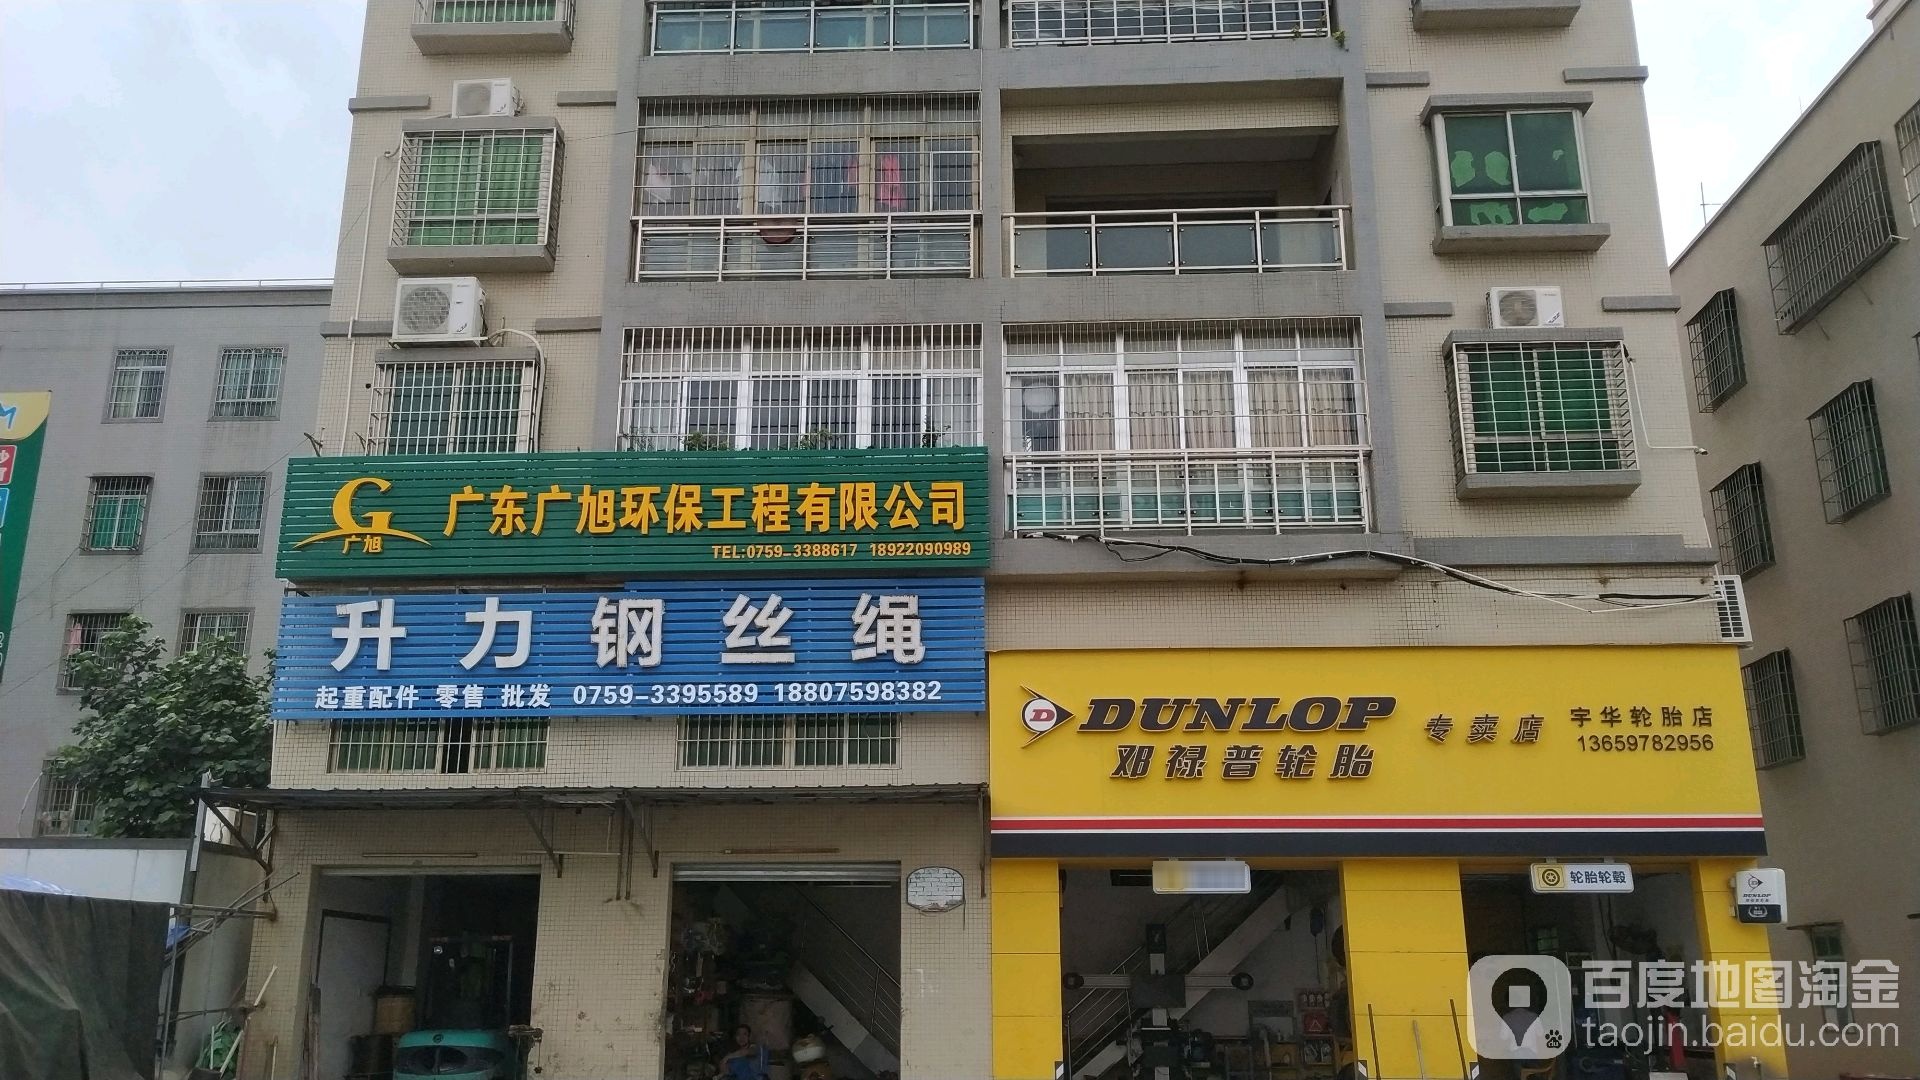 广旭
广东广旭环保工程有限公司
TEL:0759-3388617 18922090989
升力钢丝绳
起重配件 零售 批发 0759-3395589 18807598382
D DUNLOP
邓禄普轮胎
专卖店
宇华轮胎店
13659782956
轮胎轮毂
DUNLOP
百度地图淘金
taojin.baidu.com